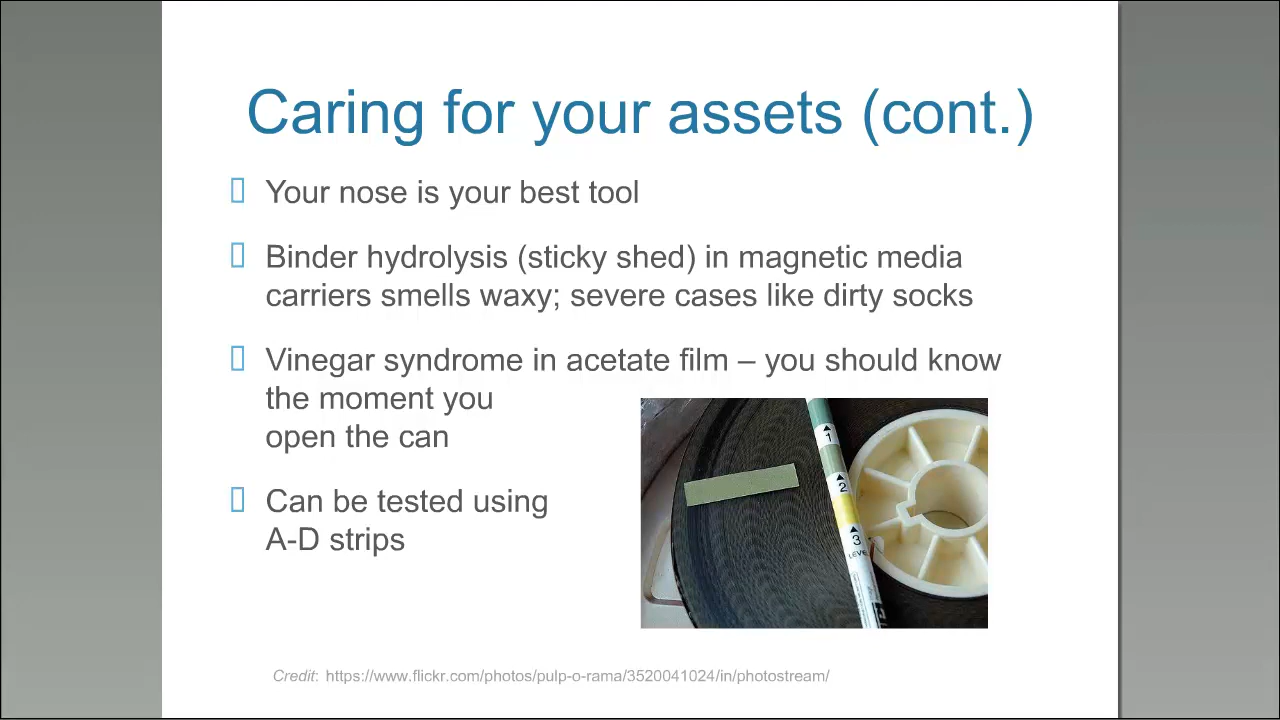 Caring for your assets (cont.)
Your nose is your best tool
Binder hydrolysis (sticky shed) in magnetic media
carriers smells waxy; severe cases like dirty socks
Vinegar syndrome in acetate film – you should know
the moment you
open the can
Can be tested using
A-D strips
1
2
3
Credit: https://www.flickr.com/photos/pulp-o-rama/3520041024/in/photostream/